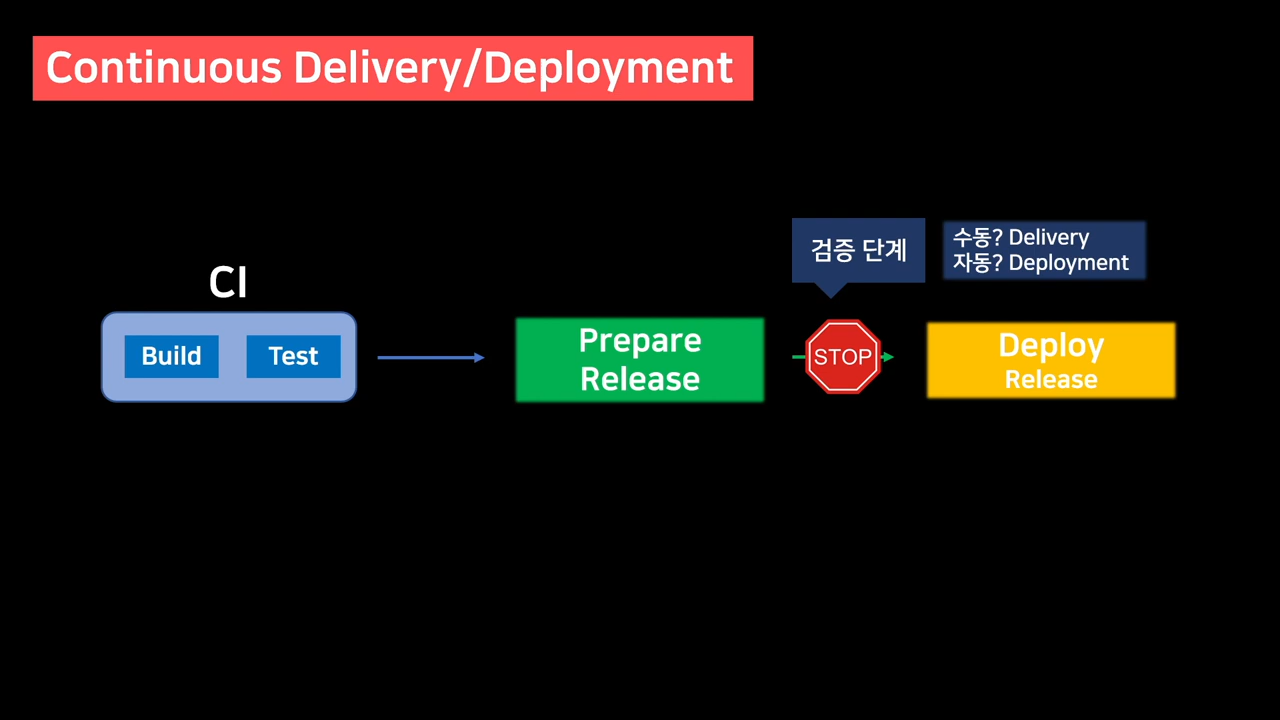 Continuous Delivery/Deployment
CI
Build
Test
Prepare
Release
검증 단계
STOP
수동? Delivery
자동? Deployment
Deploy
Release